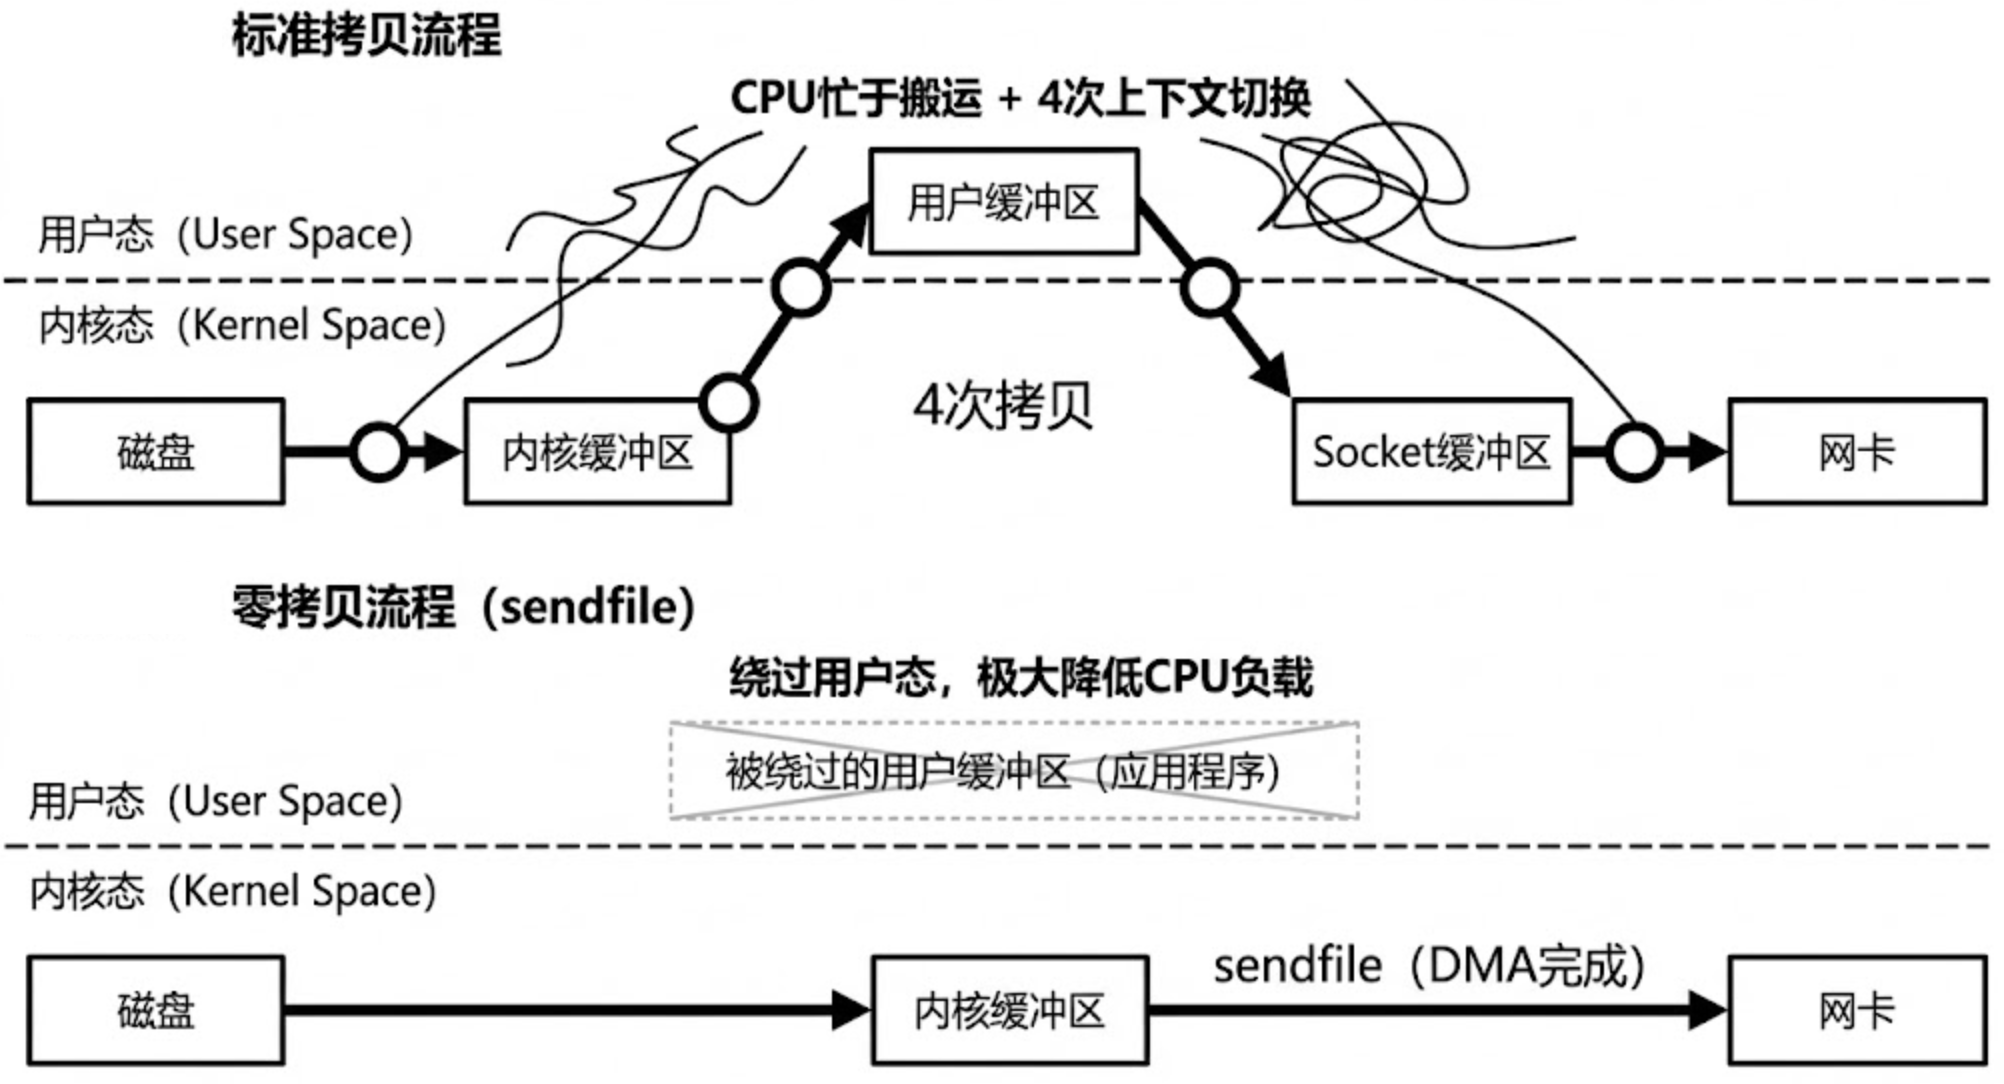 标准拷贝流程
CPU忙于搬运 + 4次上下文切换
用户缓冲区
用户态（User Space）
内核态（Kernel Space）
4次拷贝
磁盘
内核缓冲区
Socket缓冲区
网卡
零拷贝流程（sendfile）
绕过用户态，极大降低CPU负载
被绕过的用户缓冲区（应用程序）
用户态（User Space）
内核态（Kernel Space）
sendfile（DMA完成）
磁盘
内核缓冲区
网卡